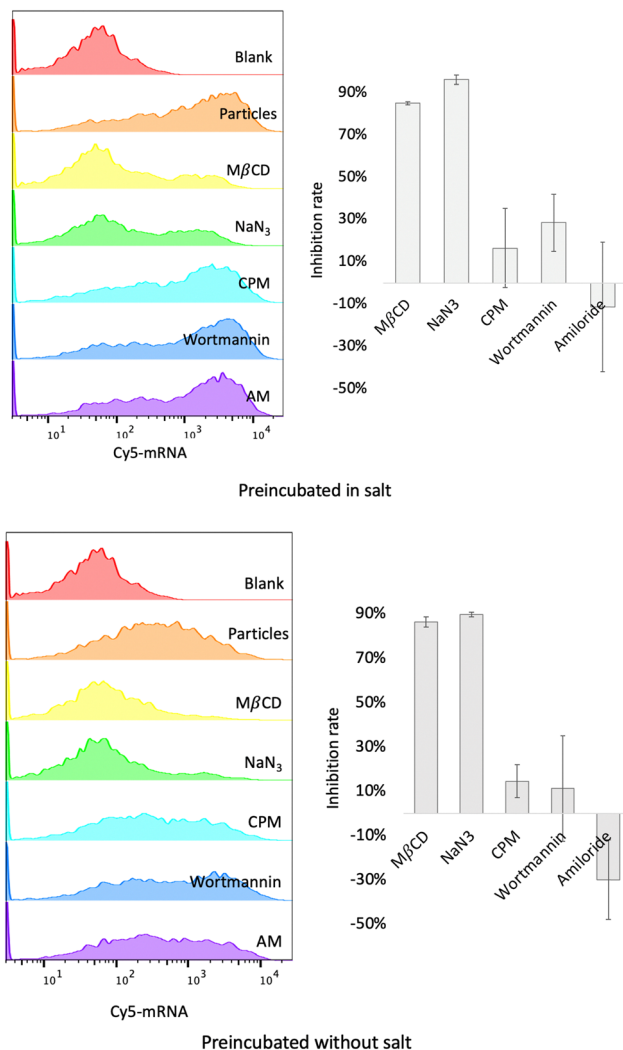 Blank
Particles
MβCD
NaN3
CPM
Wortmannin
AM
10^1 10^2 10^3 10^4
Cy5-mRNA
Inhibition rate
90%
70%
50%
30%
10%
-10%
-30%
-50%
MβCD NaN3 CPM Wortmannin Amiloride
Preincubated in salt
Blank
Particles
MβCD
NaN3
CPM
Wortmannin
AM
10^1 10^2 10^3 10^4
Cy5-mRNA
Inhibition rate
90%
70%
50%
30%
10%
-10%
-30%
-50%
MβCD NaN3 CPM Wortmannin Amiloride
Preincubated without salt